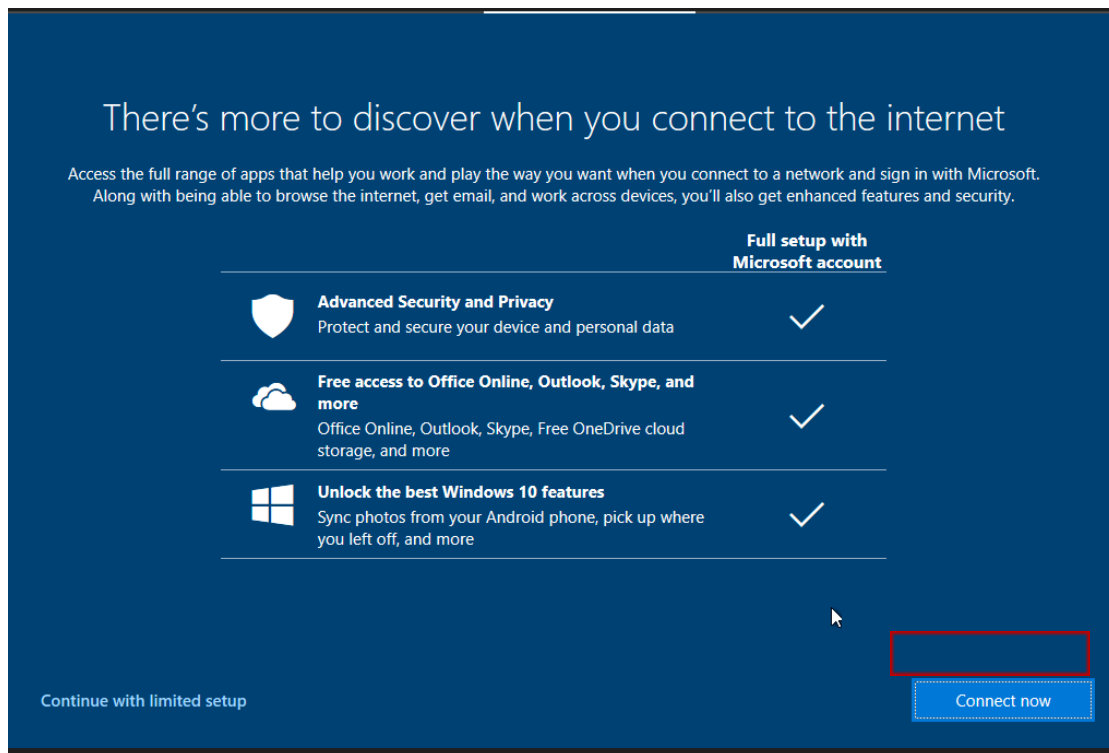 There’s more to discover when you connect to the internet
Access the full range of apps that help you work and play the way you want when you connect to a network and sign in with Microsoft.
Along with being able to browse the internet, get email, and work across devices, you’ll also get enhanced features and security.
Full setup with
Microsoft account
Advanced Security and Privacy
Protect and secure your device and personal data
Free access to Office Online, Outlook, Skype, and
more
Office Online, Outlook, Skype, Free OneDrive cloud
storage, and more
Unlock the best Windows 10 features
Sync photos from your Android phone, pick up where
you left off, and more
Continue with limited setup
Connect now